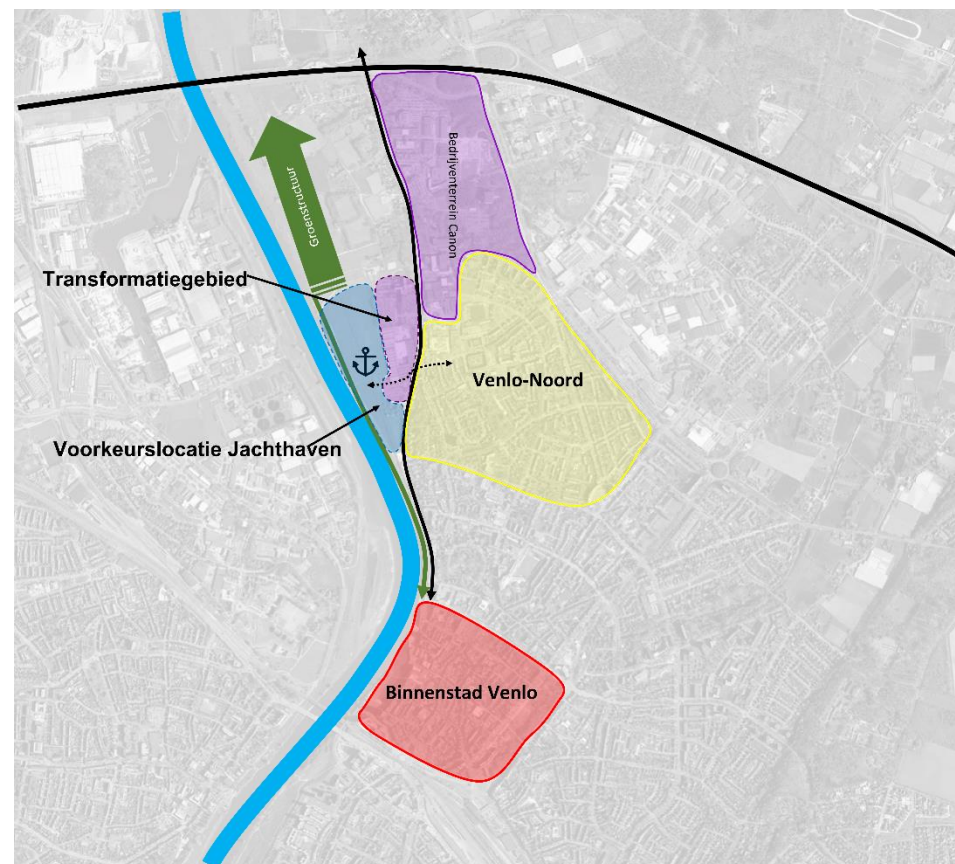 Bedrijventerrein Canon
Groenstructuur
Transformatiegebied
Venlo-Noord
Voorkeurslocatie Jachthaven
Binnenstad Venlo